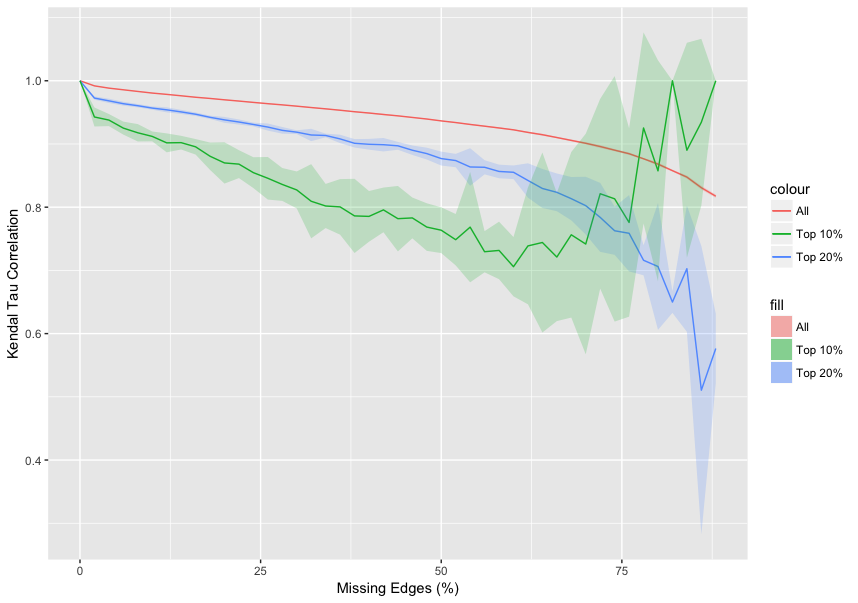 1.0
0.8
0.6
0.4
Kendal Tau Correlation
0 25 50 75
Missing Edges (%)
colour
All
Top 10%
Top 20%
fill
All
Top 10%
Top 20%